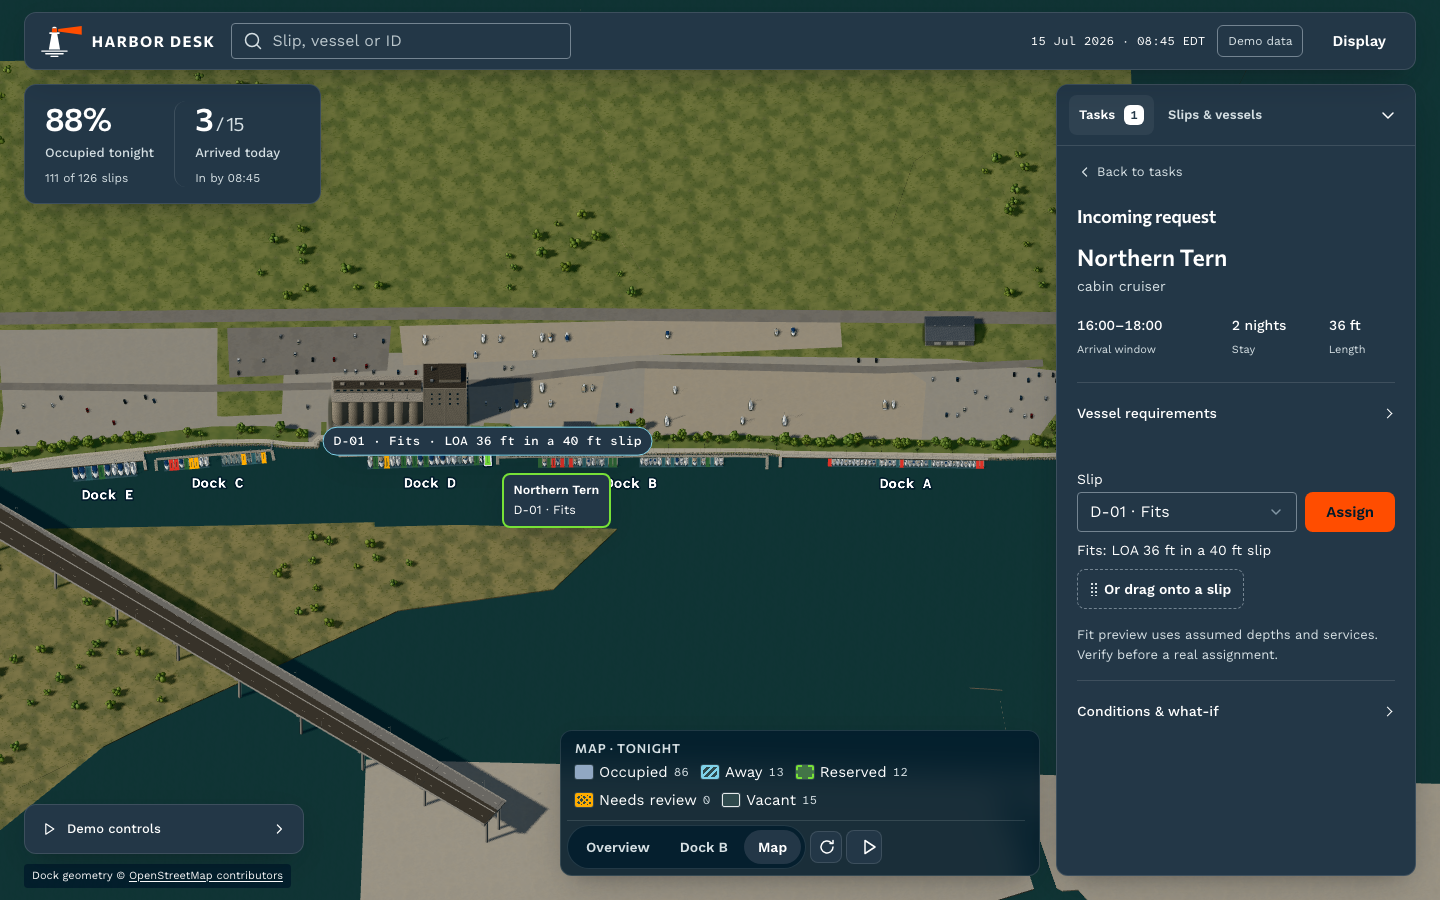 HARBOR DESK
Slip, vessel or ID
15 Jul 2026 · 08:45 EDT
Demo data
Display
88%
Occupied tonight
111 of 126 slips
3/15
Arrived today
In by 08:45
Tasks 1
Slips & vessels
Back to tasks
Incoming request
Northern Tern
cabin cruiser
16:00–18:00
Arrival window
2 nights
Stay
36 ft
Length
Vessel requirements
Slip
D-01 · Fits
Assign
Fits: LOA 36 ft in a 40 ft slip
Or drag onto a slip
Fit preview uses assumed depths and services.
Verify before a real assignment.
Conditions & what-if
D-01 · Fits · LOA 36 ft in a 40 ft slip
Dock E
Dock C
Dock D
Dock B
Dock A
Northern Tern
D-01 · Fits
MAP · TONIGHT
Occupied 86
Away 13
Reserved 12
Needs review 0
Vacant 15
Overview
Dock B
Map
Demo controls
Dock geometry © OpenStreetMap contributors